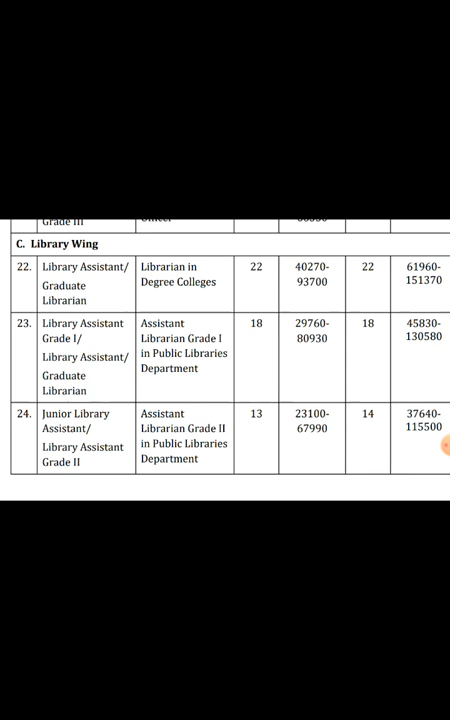 Grade III
C. Library Wing
22.
Library Assistant/
Graduate
Librarian
Librarian in
Degree Colleges
22
40270-
93700
22
61960-
151370
23.
Library Assistant
Grade I/
Library Assistant/
Graduate
Librarian
Assistant
Librarian Grade I
in Public Libraries
Department
18
29760-
80930
18
45830-
130580
24.
Junior Library
Assistant/
Library Assistant
Grade II
Assistant
Librarian Grade II
in Public Libraries
Department
13
23100-
67990
14
37640-
115500